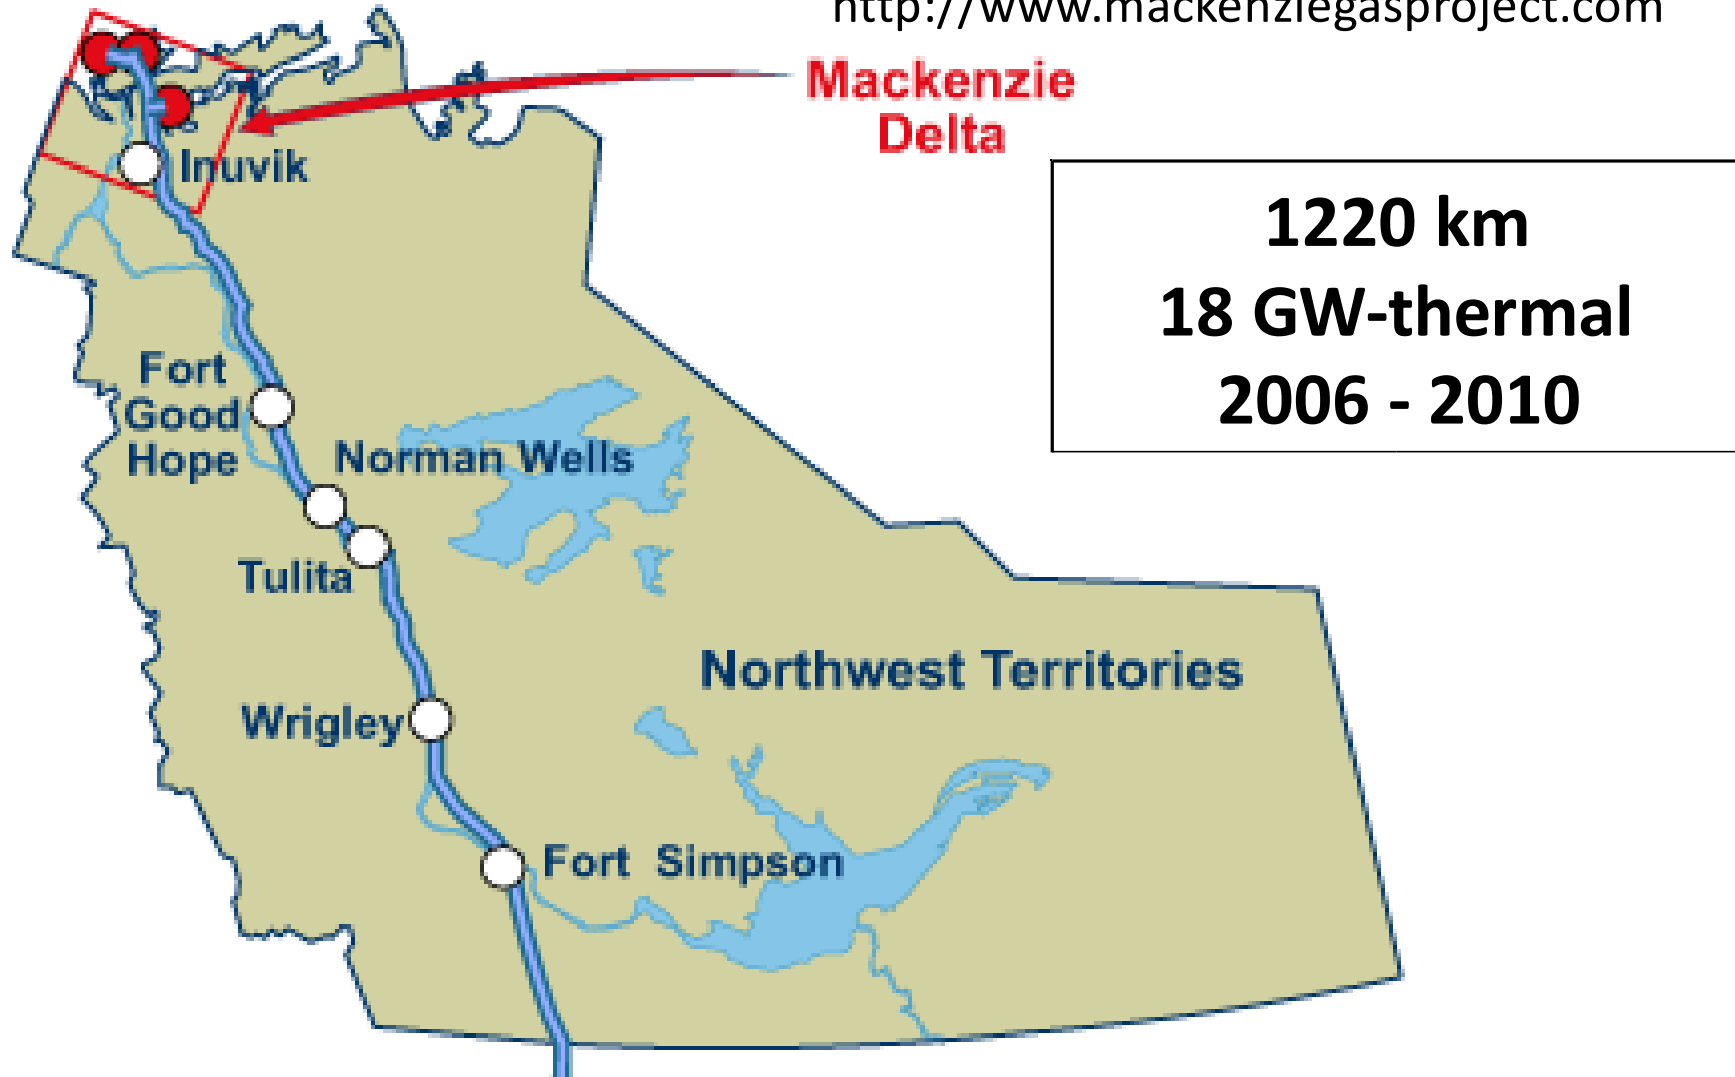 http://www.mackenziegasproject.com
Mackenzie
Delta
Inuvik
1220 km
18 GW-thermal
2006 - 2010
Fort
Good
Hope
Norman Wells
Tulita
Northwest Territories
Wrigley
Fort Simpson